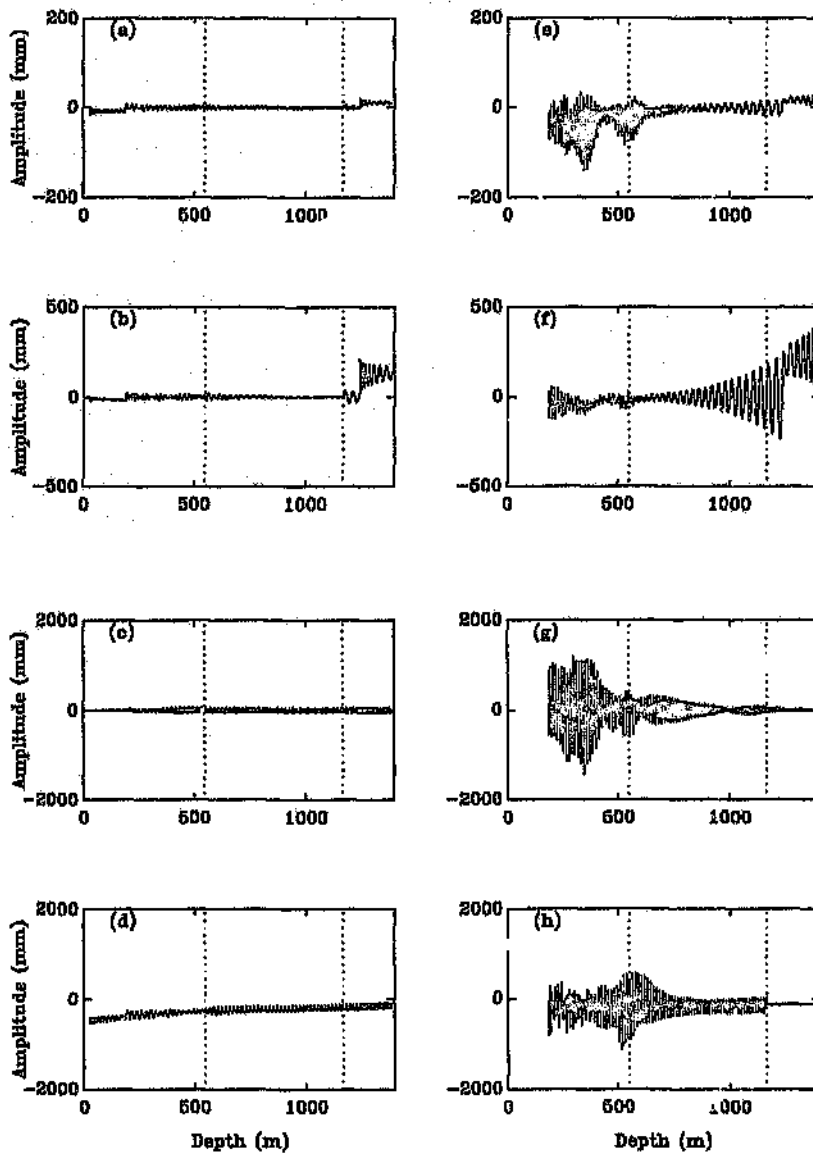 200 (a) 200 (e)
Amplitude (mm) 0 0
-200 -200
0 500 1000 0 500 1000
500 (b) 500 (f)
Amplitude (mm) 0 0
-500 -500
0 500 1000 0 500 1000
2000 (c) 2000 (g)
Amplitude (mm) 0 0
-2000 -2000
0 500 1000 0 500 1000
2000 (d) 2000 (h)
Amplitude (mm) 0 0
-2000 -2000
0 500 1000 0 500 1000
Depth (m) Depth (m)